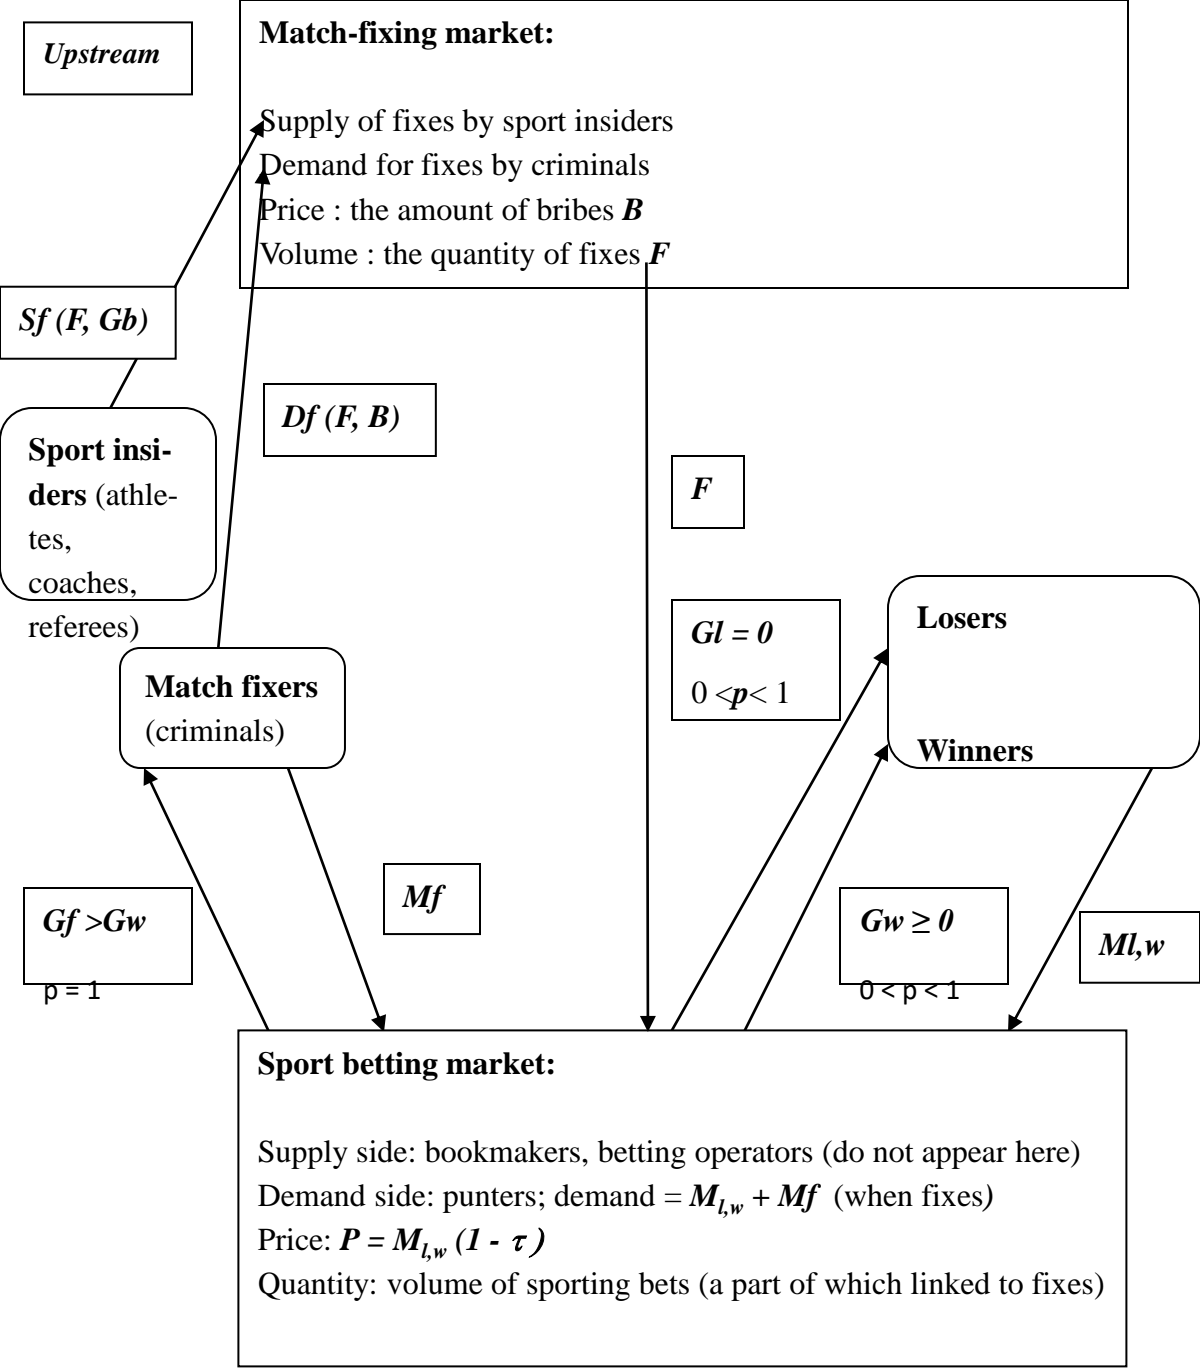 Upstream
Match-fixing market:
Supply of fixes by sport insiders
Demand for fixes by criminals
Price : the amount of bribes B
Volume : the quantity of fixes F
Sf (F, Gb)
Df (F, B)
Sport insi-
ders (athle-
tes,
coaches,
referees)
F
Gl = 0
0 <p< 1
Losers
Winners
Match fixers
(criminals)
Gf >Gw
p = 1
Mf
Gw ≥ 0
0 < p < 1
Ml,w
Sport betting market:
Supply side: bookmakers, betting operators (do not appear here)
Demand side: punters; demand = Ml,w + Mf (when fixes)
Price: P = Ml,w (1 - τ )
Quantity: volume of sporting bets (a part of which linked to fixes)